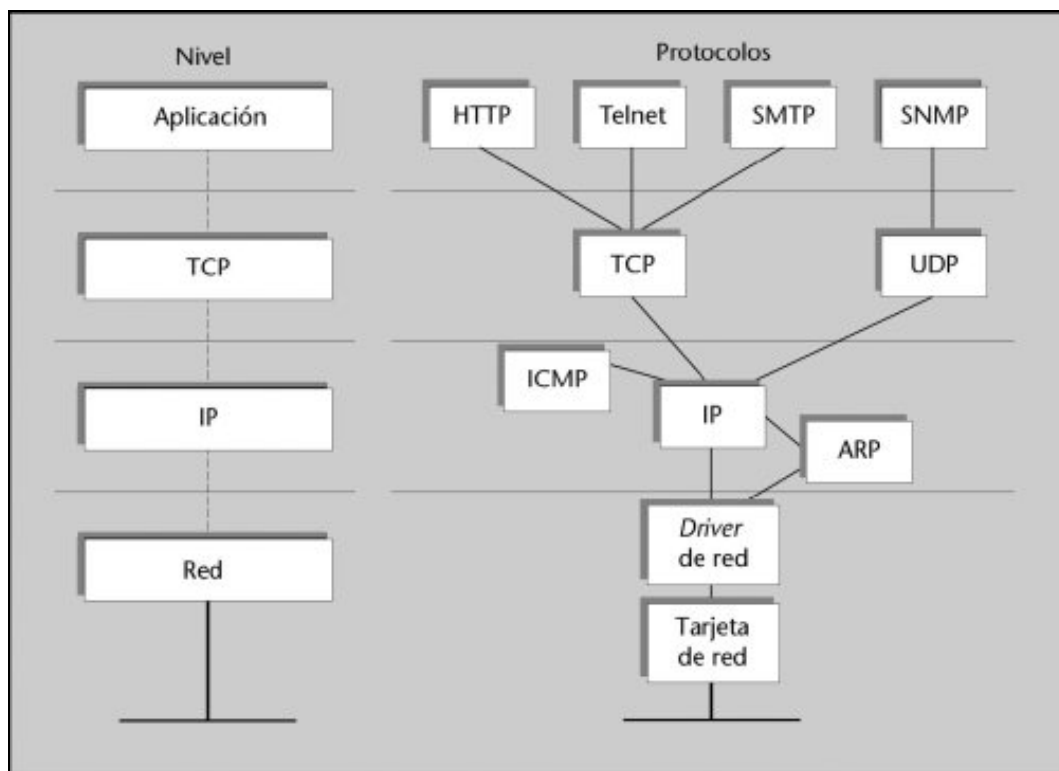 Nivel
Protocolos
Aplicación
HTTP
Telnet
SMTP
SNMP
TCP
TCP
UDP
IP
ICMP
IP
ARP
Red
Driver
de red
Tarjeta
de red